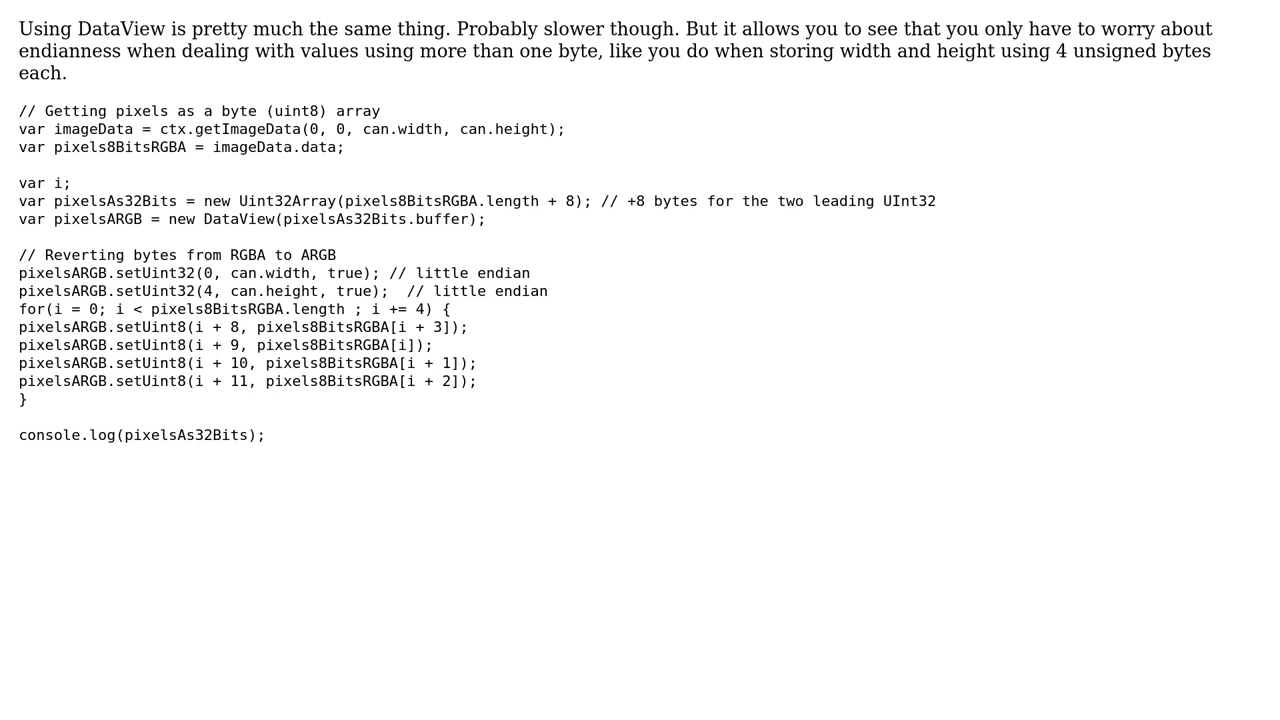 Using DataView is pretty much the same thing. Probably slower though. But it allows you to see that you only have to worry about
endianness when dealing with values using more than one byte, like you do when storing width and height using 4 unsigned bytes
each.
// Getting pixels as a byte (uint8) array
var imageData = ctx.getImageData(0, 0, can.width, can.height);
var pixels8BitsRGBA = imageData.data;
var i;
var pixelsAs32Bits = new Uint32Array(pixels8BitsRGBA.length + 8); // +8 bytes for the two leading UInt32
var pixelsARGB = new DataView(pixelsAs32Bits.buffer);
// Reverting bytes from RGBA to ARGB
pixelsARGB.setUint32(0, can.width, true); // little endian
pixelsARGB.setUint32(4, can.height, true);  // little endian
for(i = 0; i < pixels8BitsRGBA.length ; i += 4) {
pixelsARGB.setUint8(i + 8, pixels8BitsRGBA[i + 3]);
pixelsARGB.setUint8(i + 9, pixels8BitsRGBA[i]);
pixelsARGB.setUint8(i + 10, pixels8BitsRGBA[i + 1]);
pixelsARGB.setUint8(i + 11, pixels8BitsRGBA[i + 2]);
}
console.log(pixelsAs32Bits);